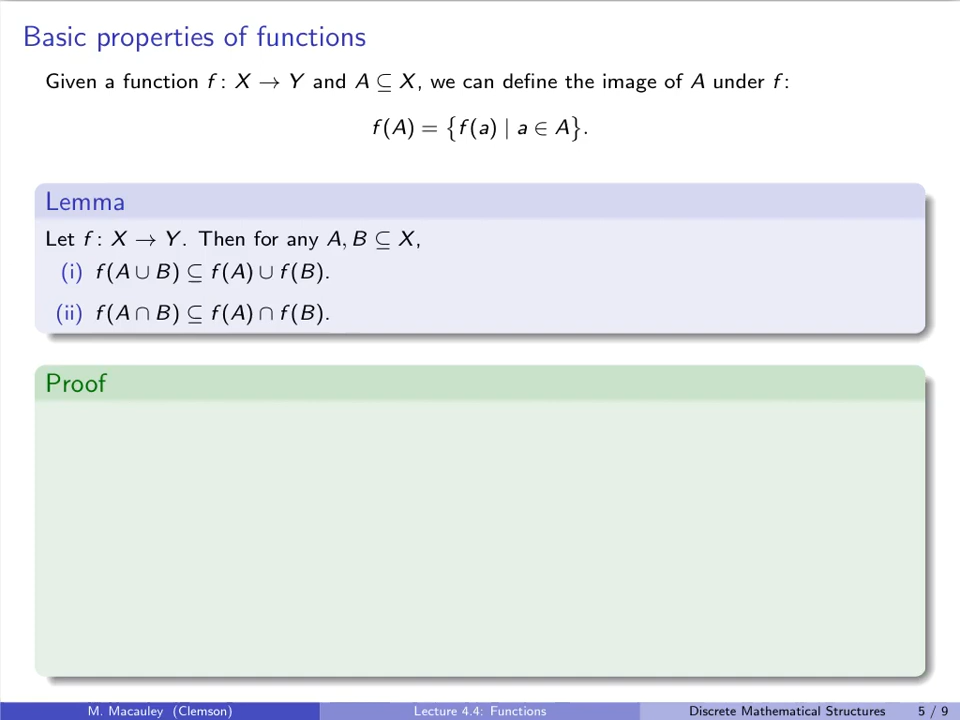 Basic properties of functions
Given a function f : X → Y and A ⊆ X, we can define the image of A under f :
f(A) = {f(a) | a ∈ A}.
Lemma
Let f : X → Y. Then for any A, B ⊆ X,
(i) f(A ∪ B) ⊆ f(A) ∪ f(B).
(ii) f(A ∩ B) ⊆ f(A) ∩ f(B).
Proof
M. Macauley (Clemson) Lecture 4.4: Functions Discrete Mathematical Structures 5 / 9